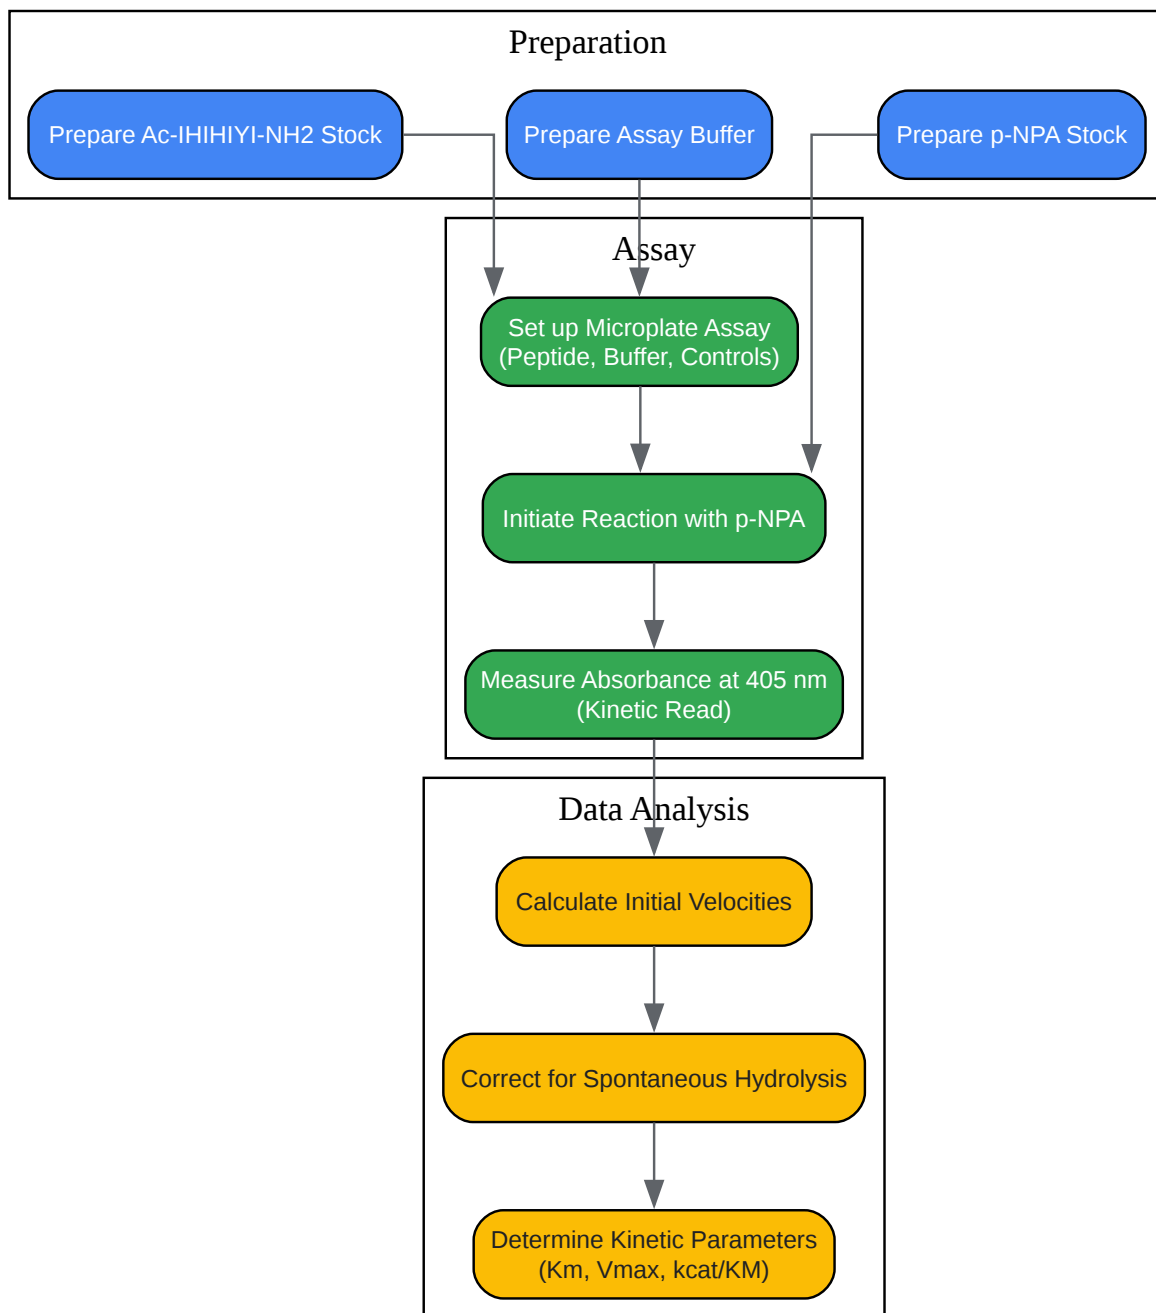 Preparation
Prepare Ac-IHIHIYI-NH2 Stock
Prepare Assay Buffer
Prepare p-NPA Stock
Assay
Set up Microplate Assay
(Peptide, Buffer, Controls)
Initiate Reaction with p-NPA
Measure Absorbance at 405 nm
(Kinetic Read)
Data Analysis
Calculate Initial Velocities
Correct for Spontaneous Hydrolysis
Determine Kinetic Parameters
(Km, Vmax, kcat/KM)